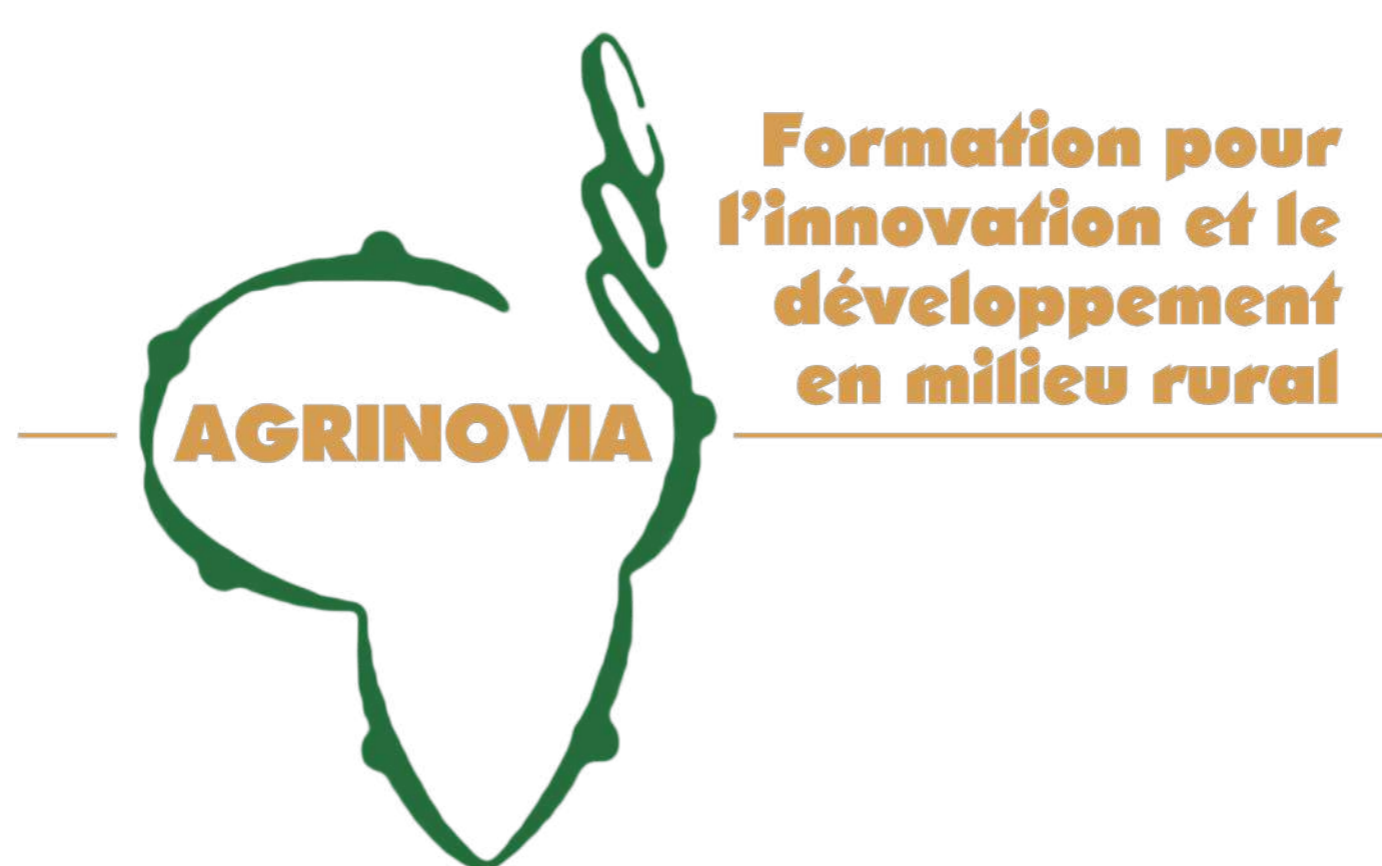 Formation pour
l'innovation et le
développement
en milieu rural
AGRINOVIA